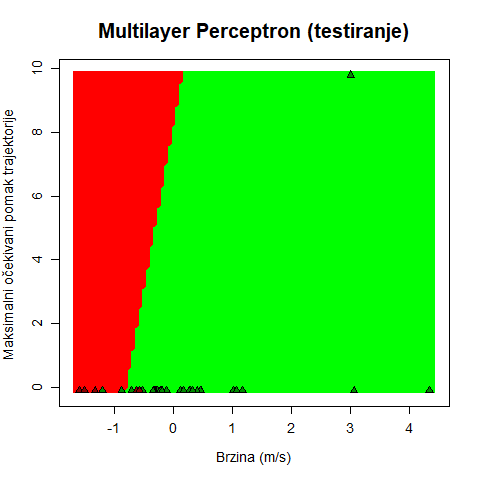 Multilayer Perceptron (testiranje)
Maksimalni očekivani pomak trajektorije
10
8
6
4
2
0
-1 0 1 2 3 4
Brzina (m/s)